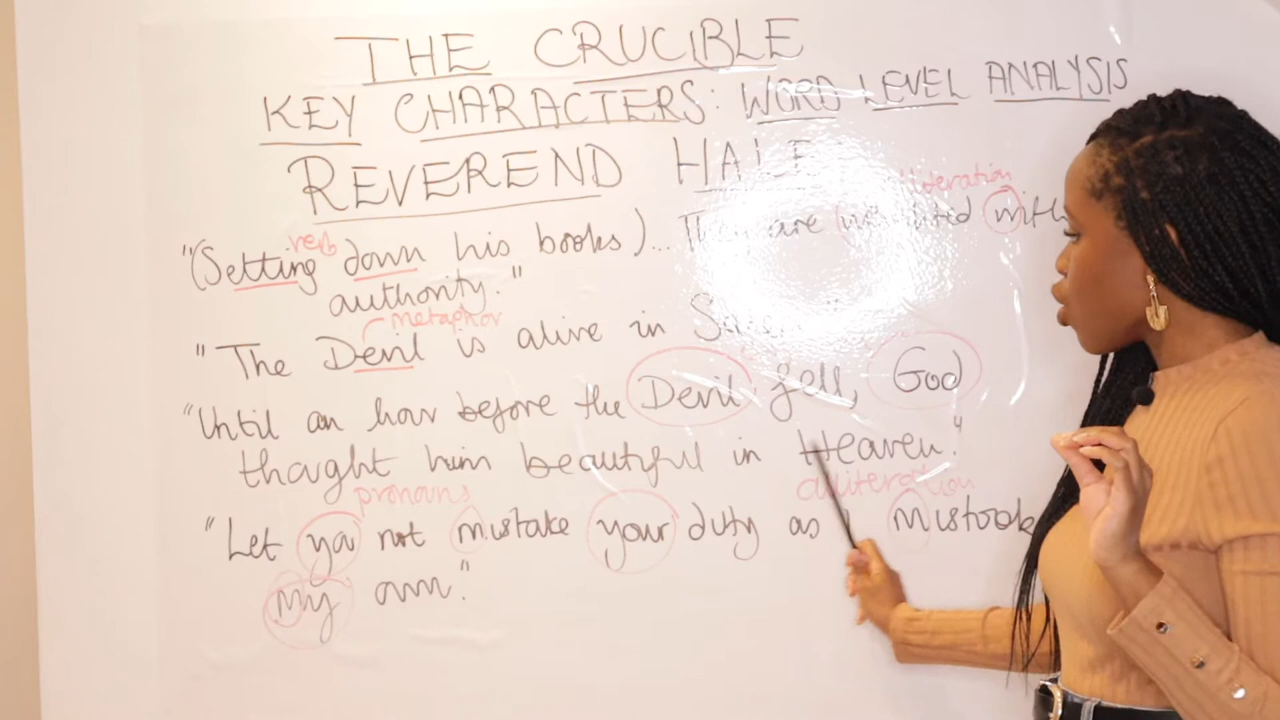 THE CRUCIBLE
KEY CHARACTERS: WORD LEVEL ANALYSIS
REVEREND HALE
alliteration
verb
"(Setting down his books)... They are weighted with
authority."
metaphor
"The Devil is alive in
"Until an hour before the Devil fell, God
thought him beautiful in Heaven."
pronouns
alliteration
"Let you not mistake your duty as I mistook
my own."